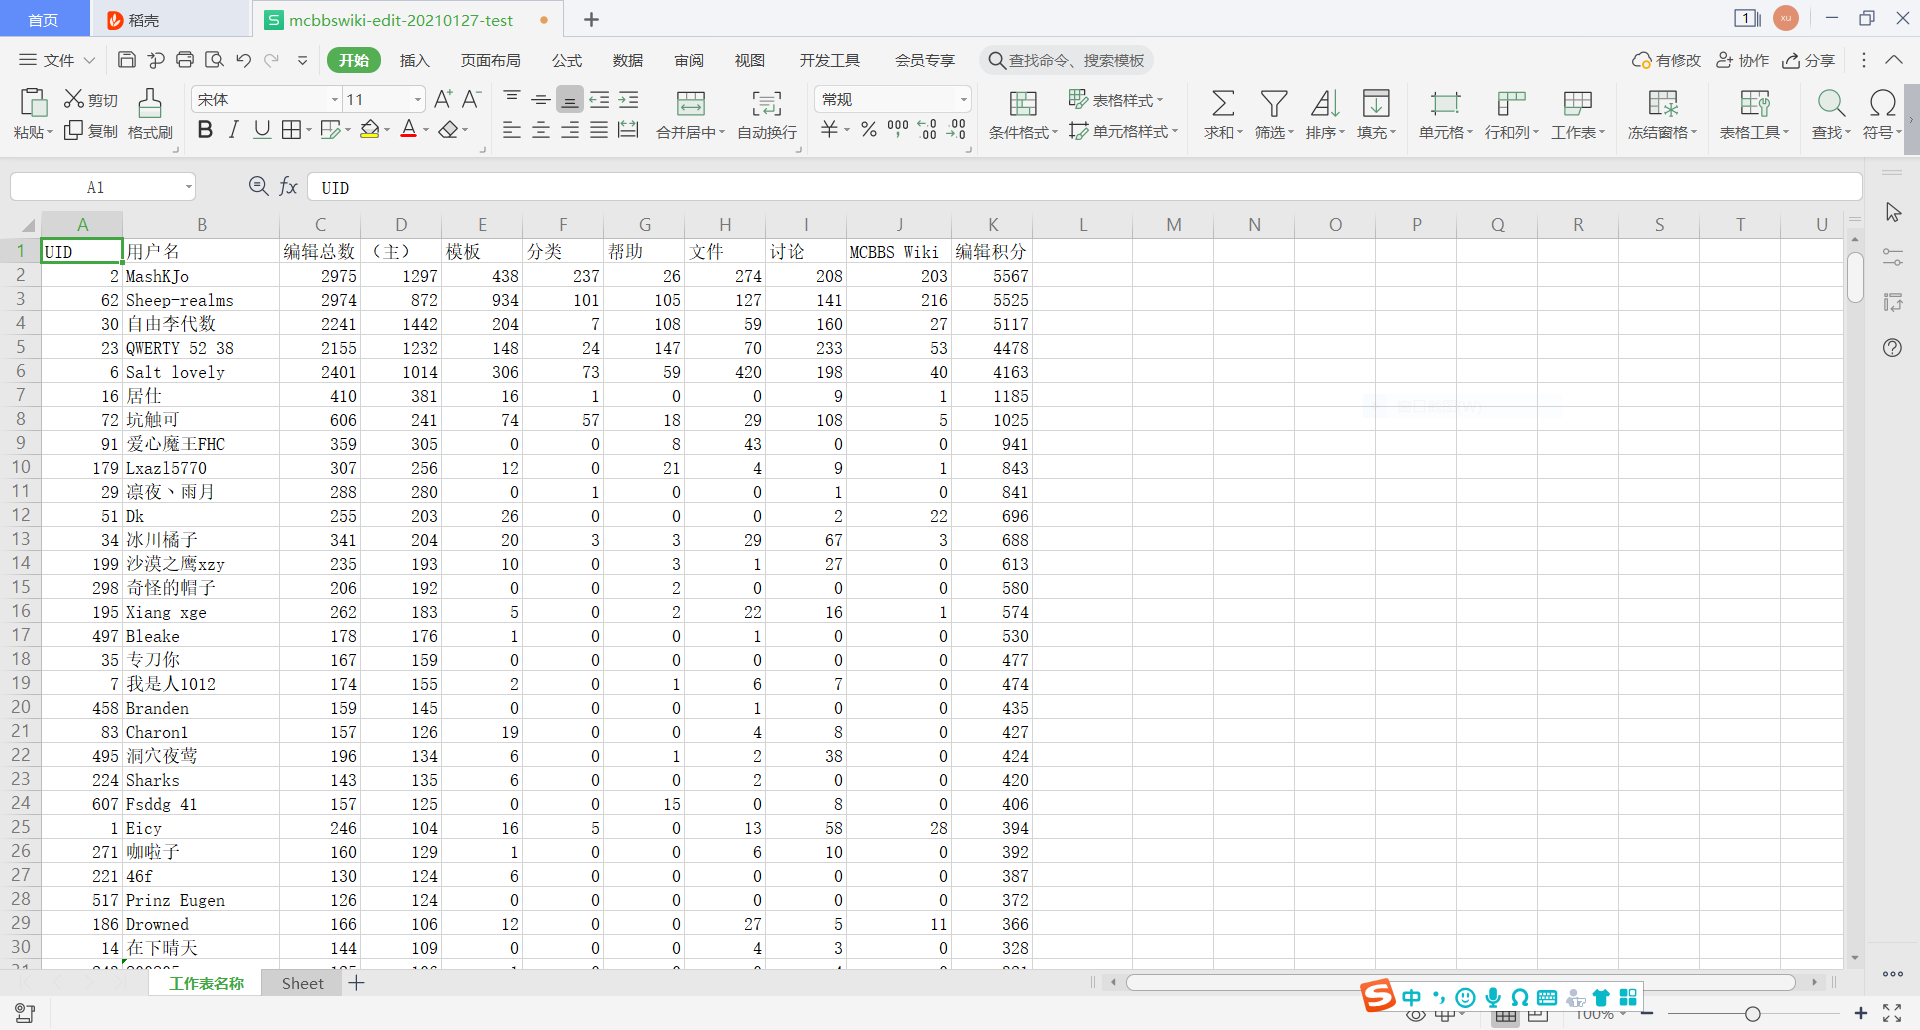 首页 稻壳 S mcbbswiki-edit-20210127-test 1 XU
文件 开始 插入 页面布局 公式 数据 审阅 视图 开发工具 会员专享 查找命令、搜索模板 有修改 协作 分享
粘贴 剪切 复制 格式刷 宋体 11 合并居中 自动换行 常规 条件格式 表格样式 单元格样式 求和 筛选 排序 填充 单元格 行和列 工作表 冻结窗格 表格工具 查找 符号
A1 fx UID
A B C D E F G H I J K L M N O P Q R S T U
1 UID 用户名 编辑总数 （主） 模板 分类 帮助 文件 讨论 MCBBS Wiki 编辑积分
2 2 MashKJo 2975 1297 438 237 26 274 208 203 5567
3 62 Sheep-realms 2974 872 934 101 105 127 141 216 5525
4 30 自由李代数 2241 1442 204 7 108 59 160 27 5117
5 23 QWERTY 52 38 2155 1232 148 24 147 70 233 53 4478
6 6 Salt lovely 2401 1014 306 73 59 420 198 40 4163
7 16 居仕 410 381 16 1 0 0 9 1 1185
8 72 坑触可 606 241 74 57 18 29 108 5 1025
9 91 爱心魔王FHC 359 305 0 0 8 43 0 0 941
10 179 Lxazl5770 307 256 12 0 21 4 9 1 843
11 29 凛夜丶雨月 288 280 0 1 0 0 1 0 841
12 51 Dk 255 203 26 0 0 0 2 22 696
13 34 冰川橘子 341 204 20 3 3 29 67 3 688
14 199 沙漠之鹰xzy 235 193 10 0 3 1 27 0 613
15 298 奇怪的帽子 206 192 0 0 2 0 0 0 580
16 195 Xiang xge 262 183 5 0 2 22 16 1 574
17 497 Bleake 178 176 1 0 0 1 0 0 530
18 35 专刀你 167 159 0 0 0 0 0 0 477
19 7 我是人1012 174 155 2 0 1 6 7 0 474
20 458 Branden 159 145 0 0 0 1 0 0 435
21 83 Charon1 157 126 19 0 0 4 8 0 427
22 495 洞穴夜莺 196 134 6 0 1 2 38 0 424
23 224 Sharks 143 135 6 0 0 2 0 0 420
24 607 Fsddg 41 157 125 0 0 15 0 8 0 406
25 1 Eicy 246 104 16 5 0 13 58 28 394
26 271 咖啦子 160 129 1 0 0 6 10 0 392
27 221 46f 130 124 6 0 0 0 0 0 387
28 517 Prinz Eugen 126 124 0 0 0 0 0 0 372
29 186 Drowned 166 106 12 0 0 27 5 11 366
30 14 在下晴天 144 109 0 0 0 4 3 0 328
工作表名称 Sheet
中
100%